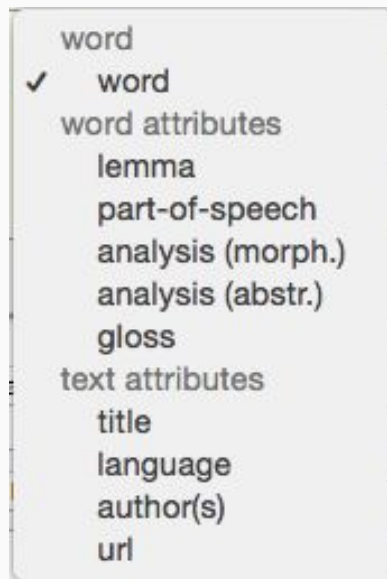 word
✓ word
word attributes
lemma
part-of-speech
analysis (morph.)
analysis (abstr.)
gloss
text attributes
title
language
author(s)
url